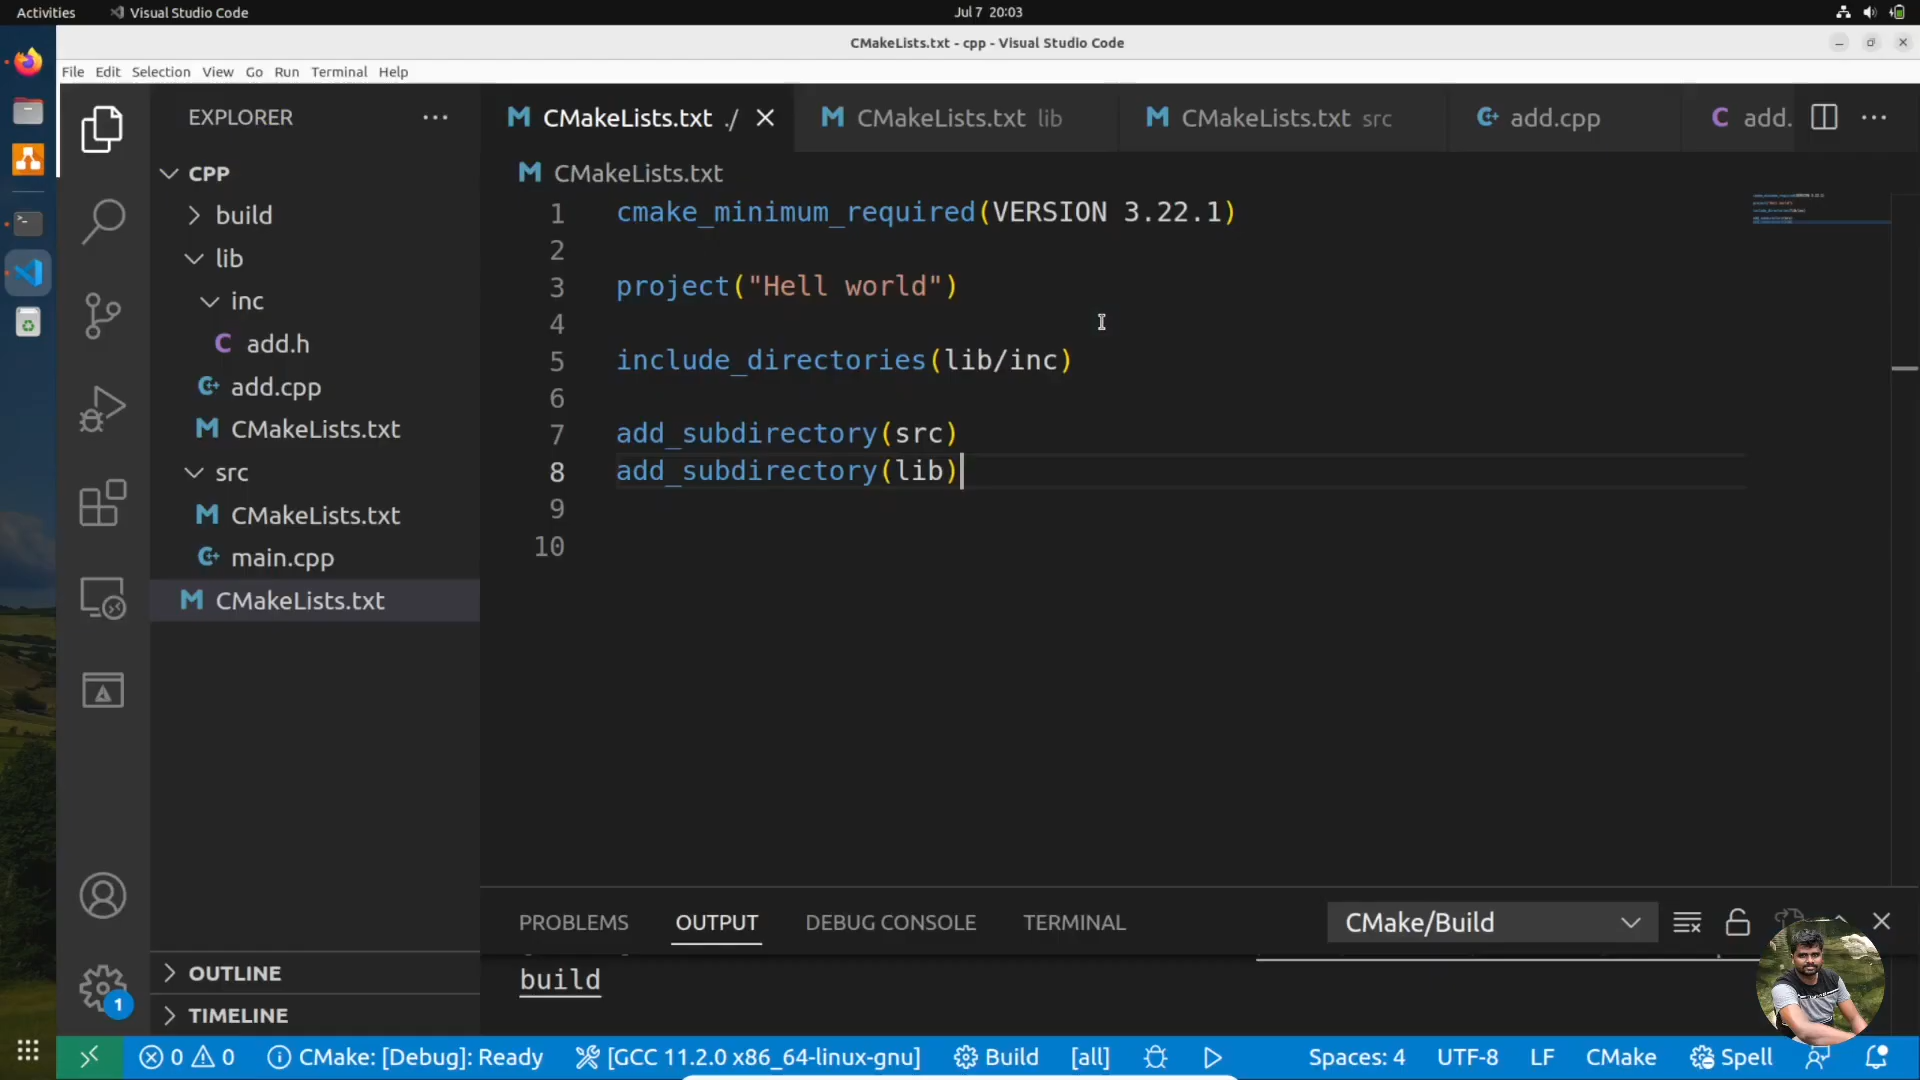 Activities Visual Studio Code Jul 7 20:03
CMakeLists.txt - cpp - Visual Studio Code
File Edit Selection View Go Run Terminal Help
EXPLORER
CPP
build
lib
inc
add.h
add.cpp
CMakeLists.txt
src
CMakeLists.txt
main.cpp
CMakeLists.txt
OUTLINE
TIMELINE
CMakeLists.txt ./ CMakeLists.txt lib CMakeLists.txt src add.cpp add.
CMakeLists.txt
1 cmake_minimum_required(VERSION 3.22.1)
2
3 project("Hell world")
4
5 include_directories(lib/inc)
6
7 add_subdirectory(src)
8 add_subdirectory(lib)
9
10
PROBLEMS OUTPUT DEBUG CONSOLE TERMINAL CMake/Build
build
1
0 0 CMake: [Debug]: Ready [GCC 11.2.0 x86_64-linux-gnu] Build [all] Spaces: 4 UTF-8 LF CMake Spell